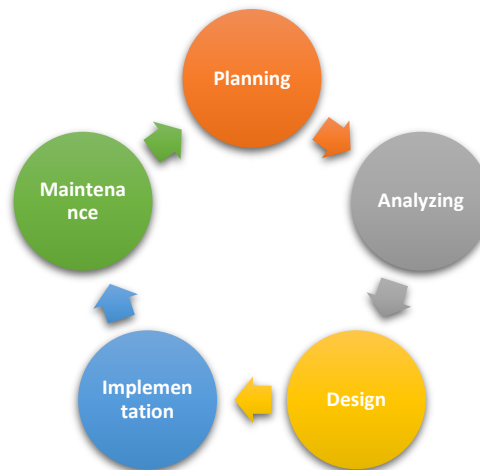 Planning
Analyzing
Design
Implemen
tation
Maintena
nce